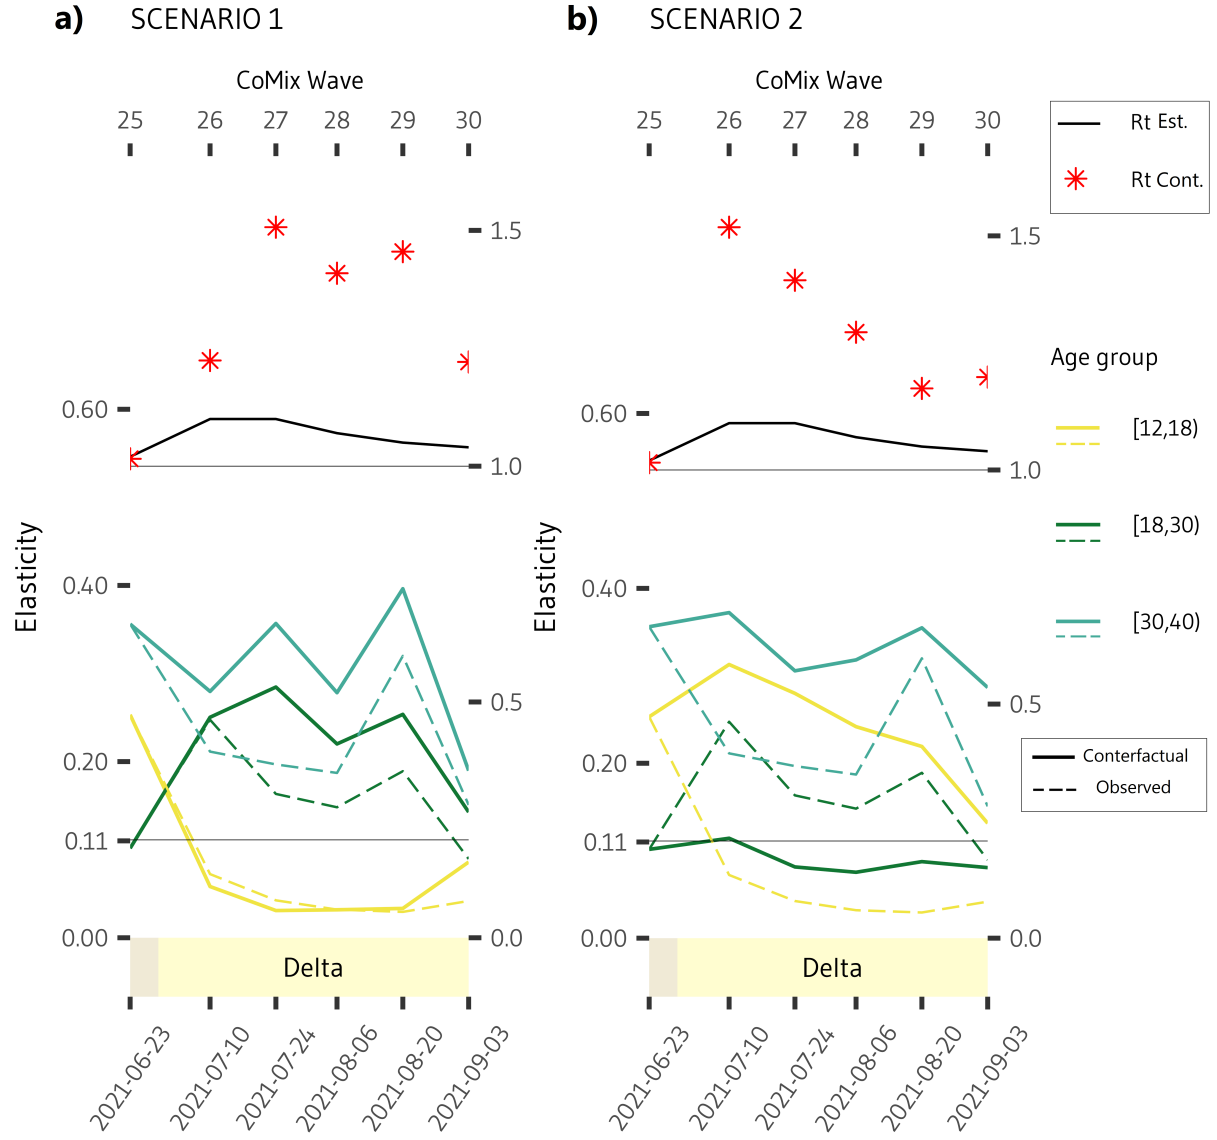 a) SCENARIO 1
CoMix Wave
25 26 27 28 29 30
1.5
0.60
1.0
Elasticity
0.40
0.5
0.20
0.11
0.00
0.0
Delta
2021-06-23 2021-07-10 2021-07-24 2021-08-06 2021-08-20 2021-09-03
b) SCENARIO 2
CoMix Wave
25 26 27 28 29 30
1.5
0.60
1.0
Elasticity
0.40
0.5
0.20
0.11
0.00
0.0
Delta
2021-06-23 2021-07-10 2021-07-24 2021-08-06 2021-08-20 2021-09-03
Rt Est.
Rt Cont.
Age group
[12,18)
[18,30)
[30,40)
Conterfactual
Observed